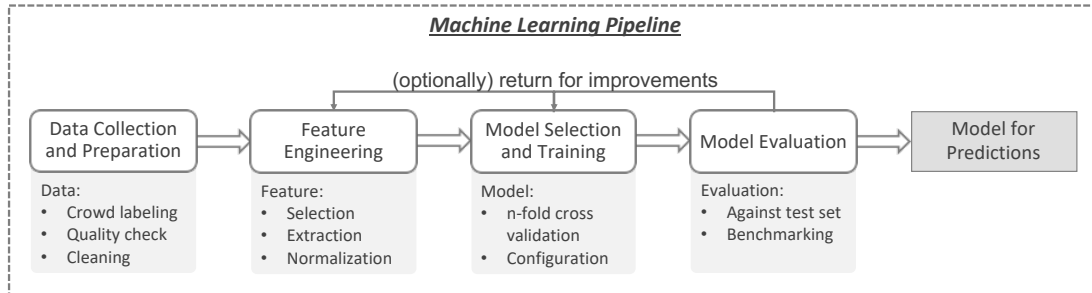 Machine Learning Pipeline
(optionally) return for improvements
Data Collection
and Preparation
Feature
Engineering
Model Selection
and Training
Model Evaluation
Model for
Predictions
Data:
• Crowd labeling
• Quality check
• Cleaning
Feature:
• Selection
• Extraction
• Normalization
Model:
• n-fold cross
validation
• Configuration
Evaluation:
• Against test set
• Benchmarking